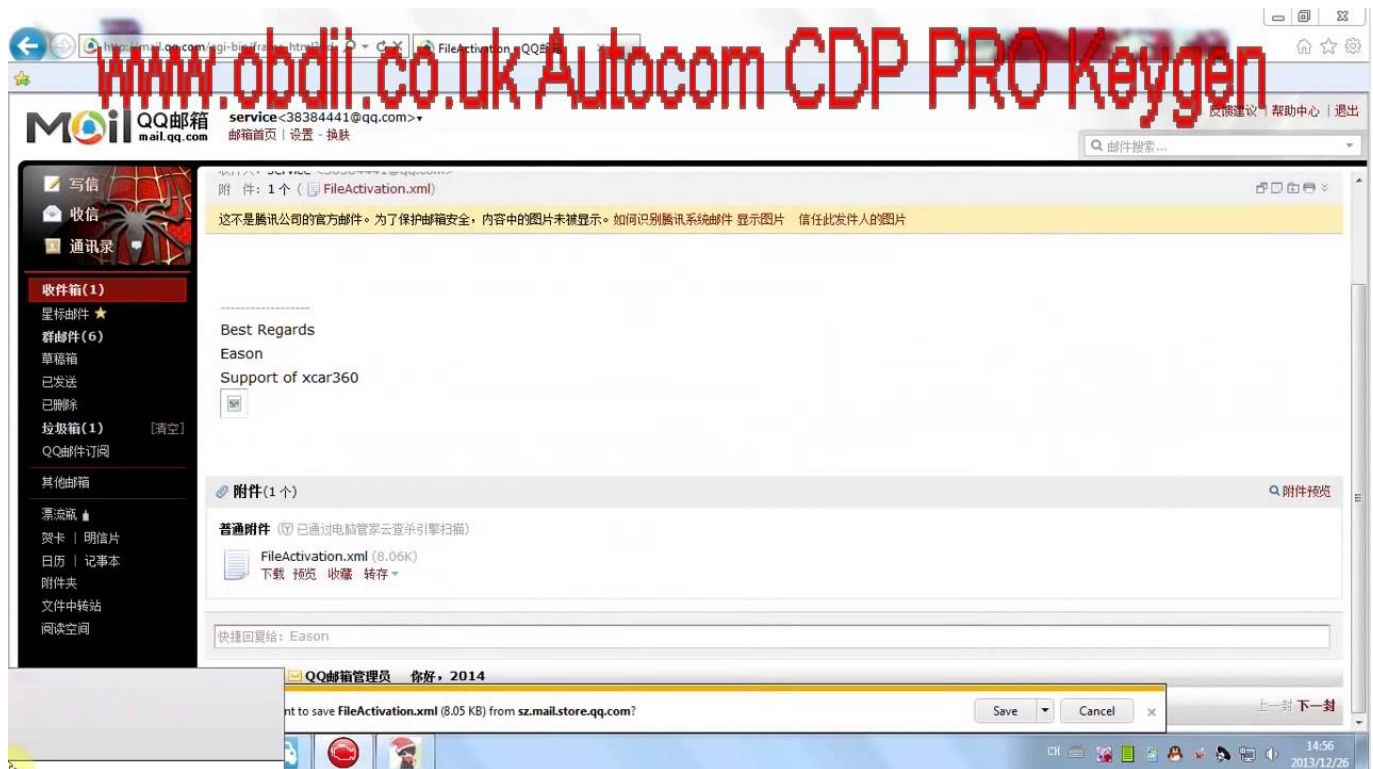 www.obdii.co.uk Autocom CDP PRO Keygen
FileActivation - QQ邮箱
Mail QQ邮箱
mail.qq.com
service<38384441@qq.com>
邮箱首页 | 设置 - 换肤
反馈建议 | 帮助中心 | 退出
邮件搜索...
写信
收信
通讯录
收件箱(1)
星标邮件
群邮件(6)
草稿箱
已发送
已删除
垃圾箱(1) [清空]
QQ邮件订阅
其他邮箱
漂流瓶
贺卡 | 明信片
日历 | 记事本
附件夹
文件中转站
阅读空间
附 件: 1个 (FileActivation.xml)
这不是腾讯公司的官方邮件。为了保护邮箱安全，内容中的图片未被显示。如何识别腾讯系统邮件 显示图片 信任此发件人的图片
------------------
Best Regards
Eason
Support of xcar360
附件(1 个)
附件预览
普通附件 (已通过电脑管家云查杀引擎扫描)
FileActivation.xml (8.06K)
下载 预览 收藏 转存
快捷回复给: Eason
QQ邮箱管理员 你好，2014
上一封 下一封
nt to save FileActivation.xml (8.05 KB) from sz.mail.store.qq.com?
Save
Cancel
CH
14:56
2013/12/26